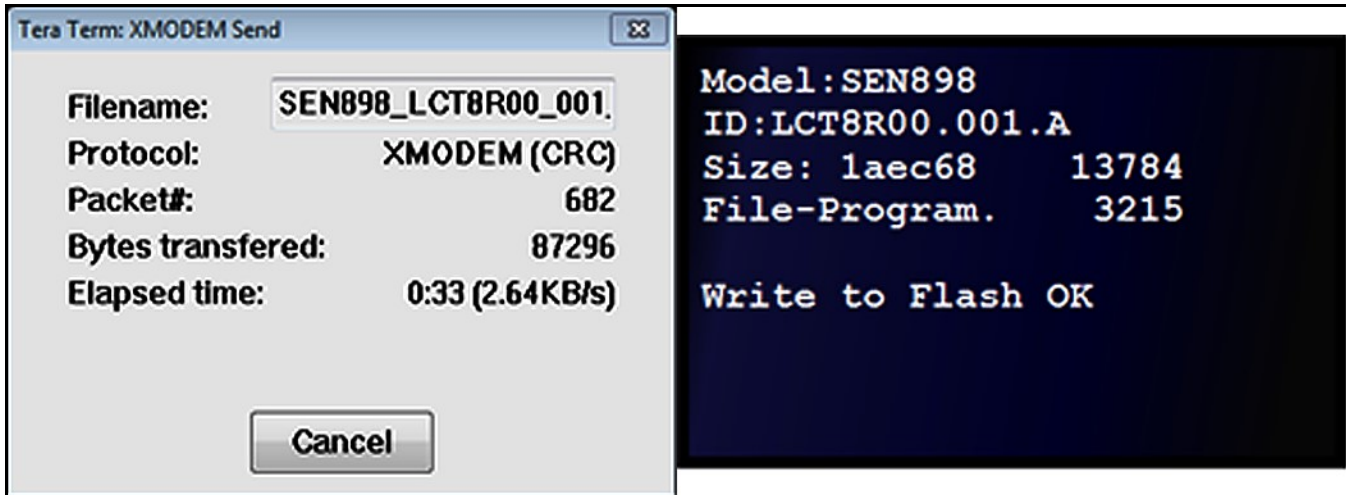 Tera Term: XMODEM Send
Filename: SEN898_LCT8R00_001.
Protocol: XMODEM (CRC)
Packet#: 682
Bytes transfered: 87296
Elapsed time: 0:33 (2.64KB/s)
Cancel
Model:SEN898
ID:LCT8R00.001.A
Size: 1aec68 13784
File-Program. 3215
Write to Flash OK